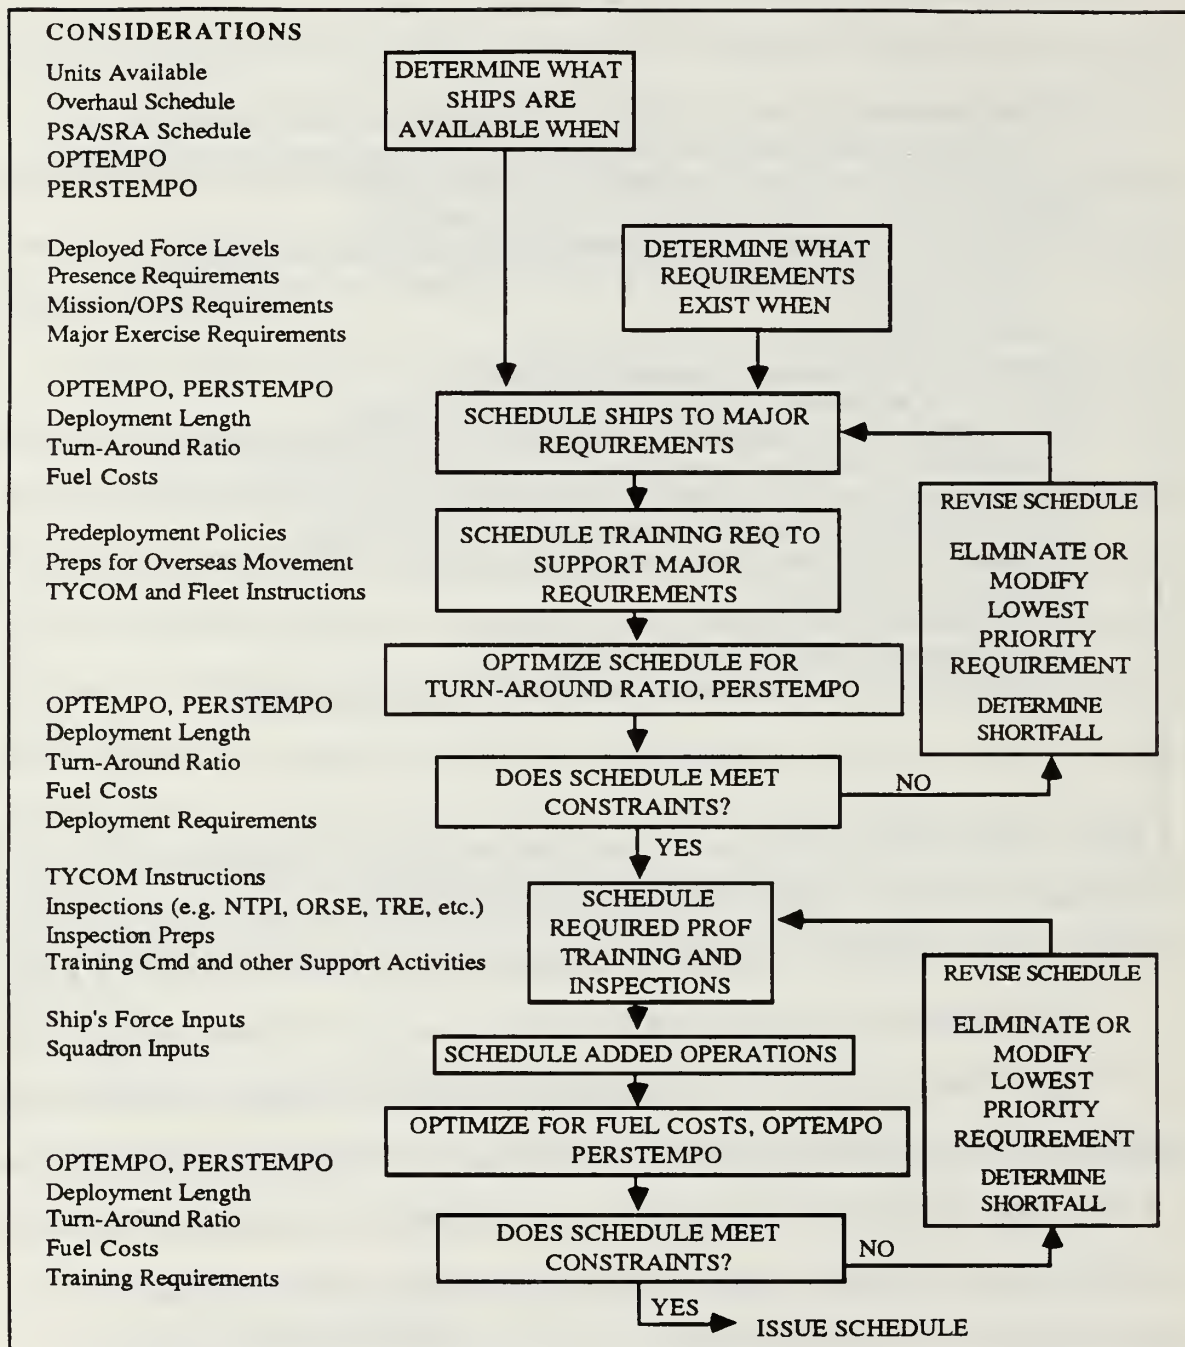 CONSIDERATIONS
Units Available
Overhaul Schedule
PSA/SRA Schedule
OPTEMPO
PERSTEMPO
DETERMINE WHAT
SHIPS ARE
AVAILABLE WHEN
Deployed Force Levels
Presence Requirements
Mission/OPS Requirements
Major Exercise Requirements
DETERMINE WHAT
REQUIREMENTS
EXIST WHEN
OPTEMPO, PERSTEMPO
Deployment Length
Turn-Around Ratio
Fuel Costs
SCHEDULE SHIPS TO MAJOR
REQUIREMENTS
Predeployment Policies
Preps for Overseas Movement
TYCOM and Fleet Instructions
SCHEDULE TRAINING REQ TO
SUPPORT MAJOR
REQUIREMENTS
OPTIMIZE SCHEDULE FOR
TURN-AROUND RATIO, PERSTEMPO
OPTEMPO, PERSTEMPO
Deployment Length
Turn-Around Ratio
Fuel Costs
Deployment Requirements
DOES SCHEDULE MEET
CONSTRAINTS?
NO
REVISE SCHEDULE
ELIMINATE OR
MODIFY
LOWEST
PRIORITY
REQUIREMENT
DETERMINE
SHORTFALL
YES
TYCOM Instructions
Inspections (e.g. NTPI, ORSE, TRE, etc.)
Inspection Preps
Training Cmd and other Support Activities
SCHEDULE
REQUIRED PROF
TRAINING AND
INSPECTIONS
Ship's Force Inputs
Squadron Inputs
SCHEDULE ADDED OPERATIONS
OPTIMIZE FOR FUEL COSTS, OPTEMPO
PERSTEMPO
OPTEMPO, PERSTEMPO
Deployment Length
Turn-Around Ratio
Fuel Costs
Training Requirements
DOES SCHEDULE MEET
CONSTRAINTS?
NO
REVISE SCHEDULE
ELIMINATE OR
MODIFY
LOWEST
PRIORITY
REQUIREMENT
DETERMINE
SHORTFALL
YES
ISSUE SCHEDULE